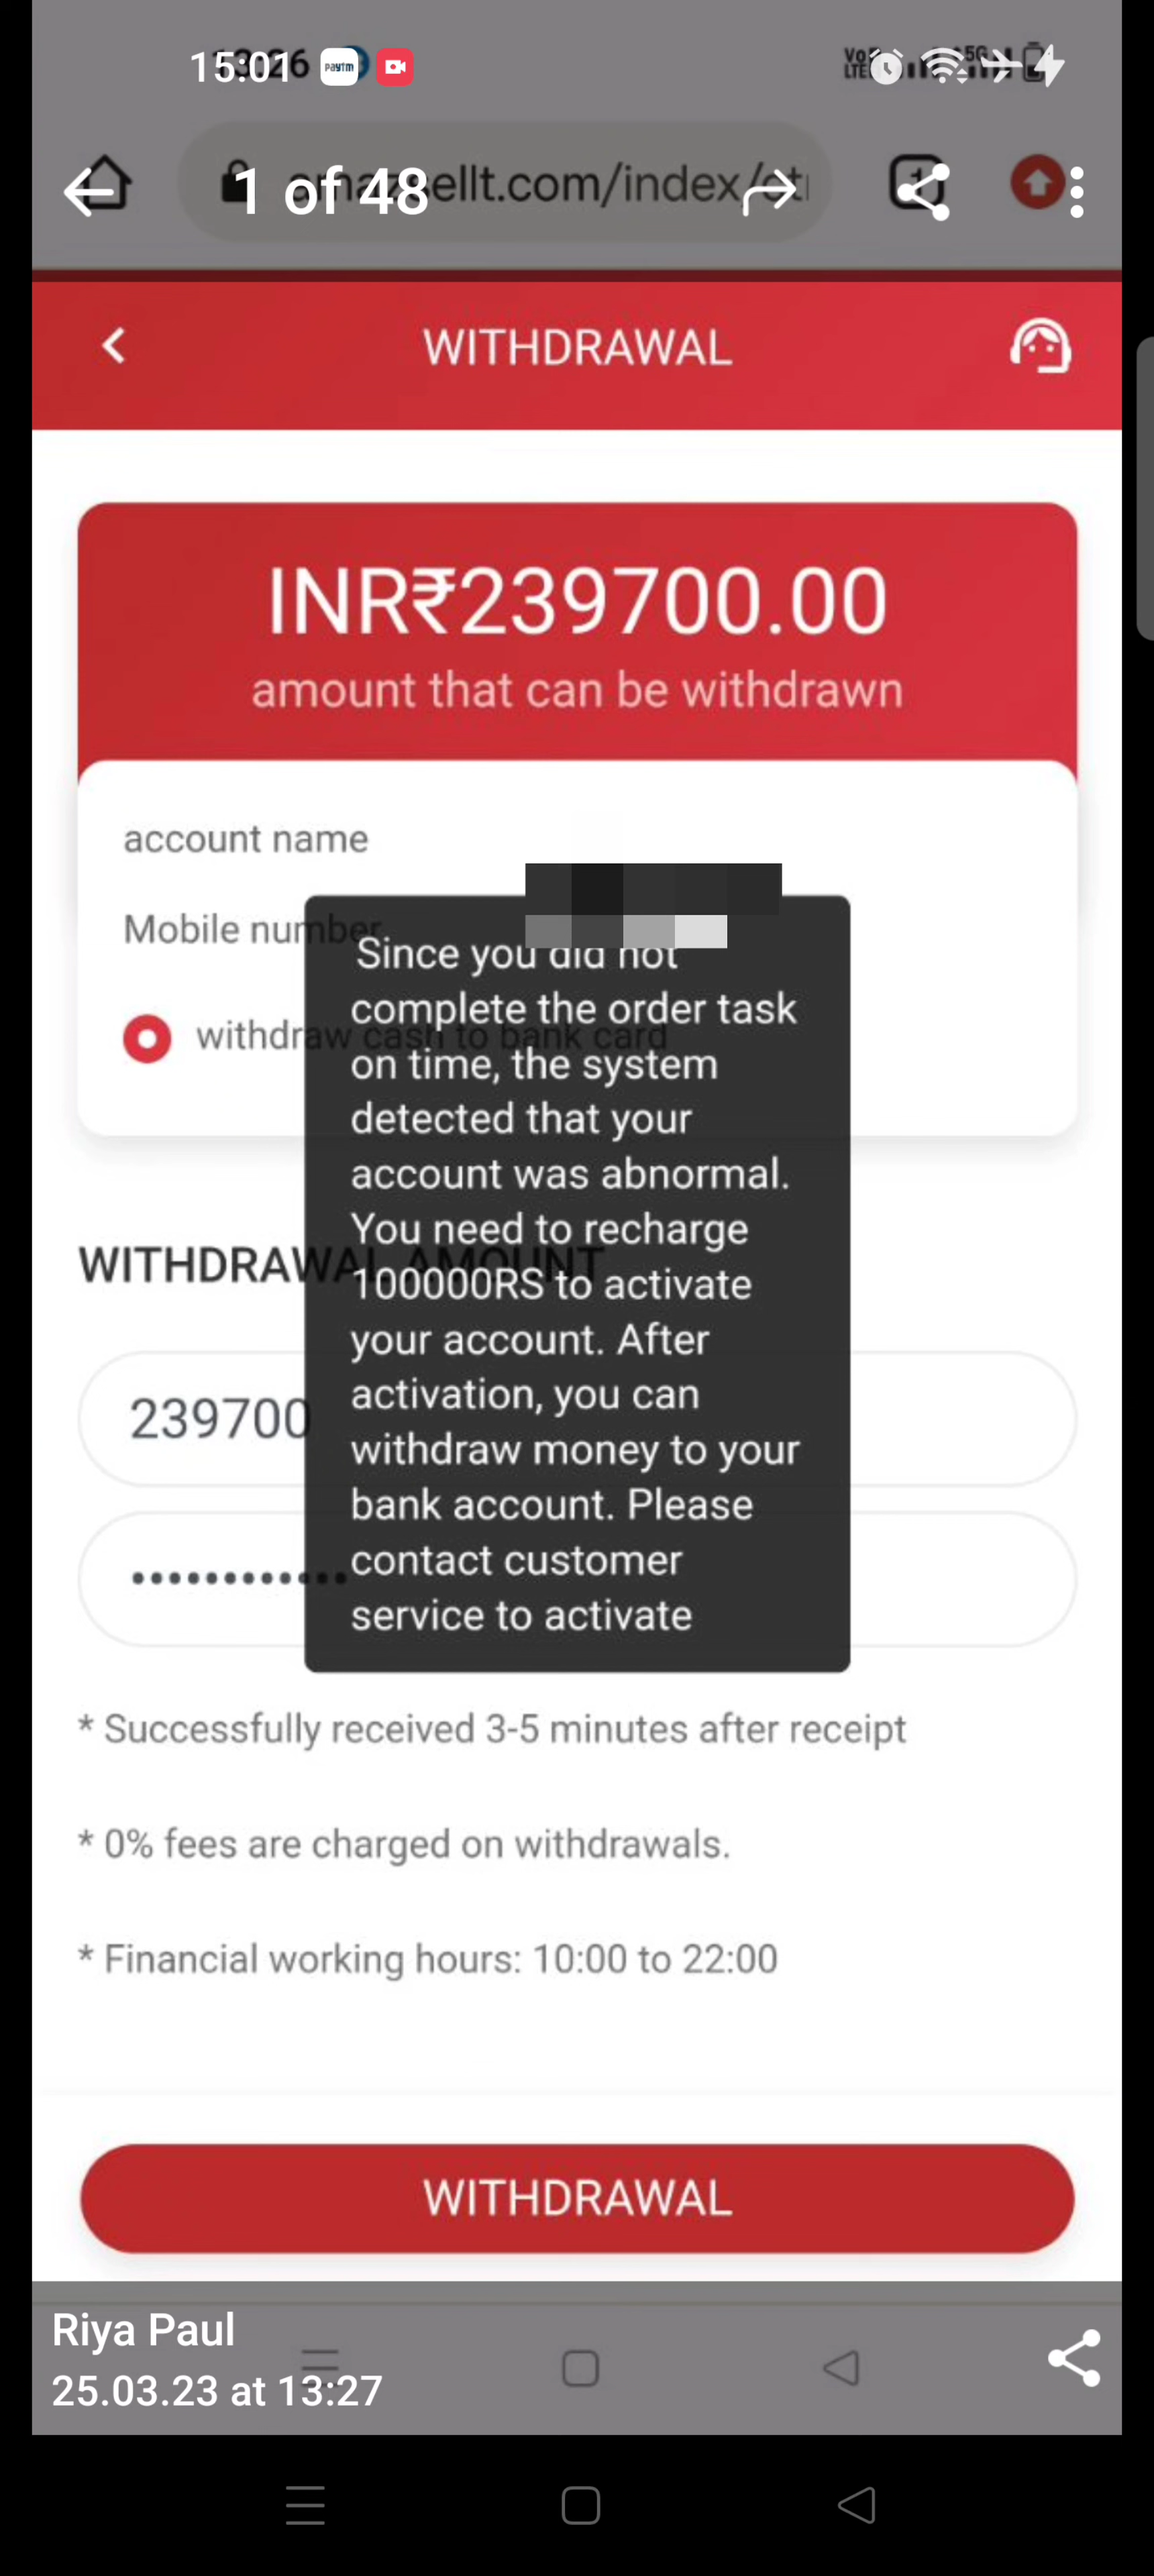 15:01 paytm
1 of 48
ellt.com/index/
WITHDRAWAL
INR₹239700.00
amount that can be withdrawn
account name
Mobile number
withdraw cash to bank card
Since you did not
complete the order task
on time, the system
detected that your
account was abnormal.
You need to recharge
100000RS to activate
your account. After
activation, you can
withdraw money to your
bank account. Please
contact customer
service to activate
WITHDRAWAL AMOUNT
239700
* Successfully received 3-5 minutes after receipt
* 0% fees are charged on withdrawals.
* Financial working hours: 10:00 to 22:00
WITHDRAWAL
Riya Paul
25.03.23 at 13:27